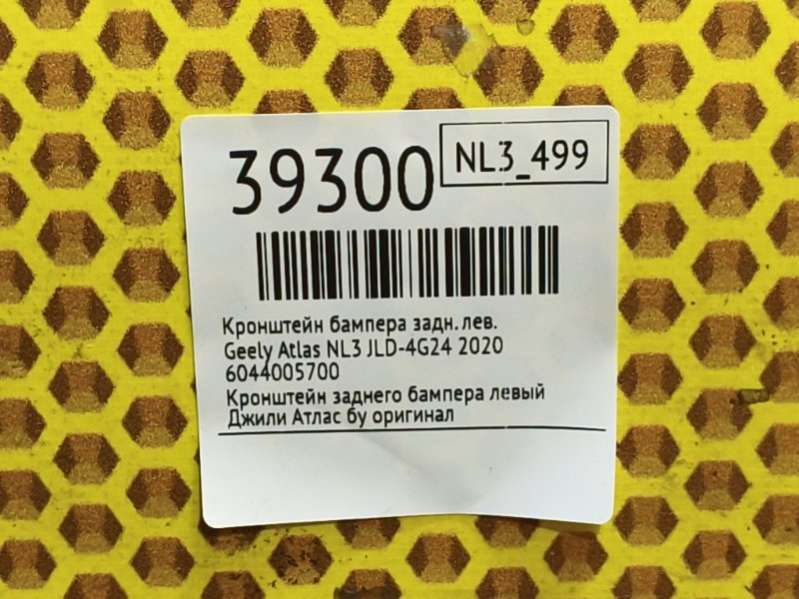 39300
NL3_499
Кронштейн бампера задн. лев.
Geely Atlas NL3 JLD-4G24 2020
6044005700
Кронштейн заднего бампера левый
Джили Атлас бу оригинал